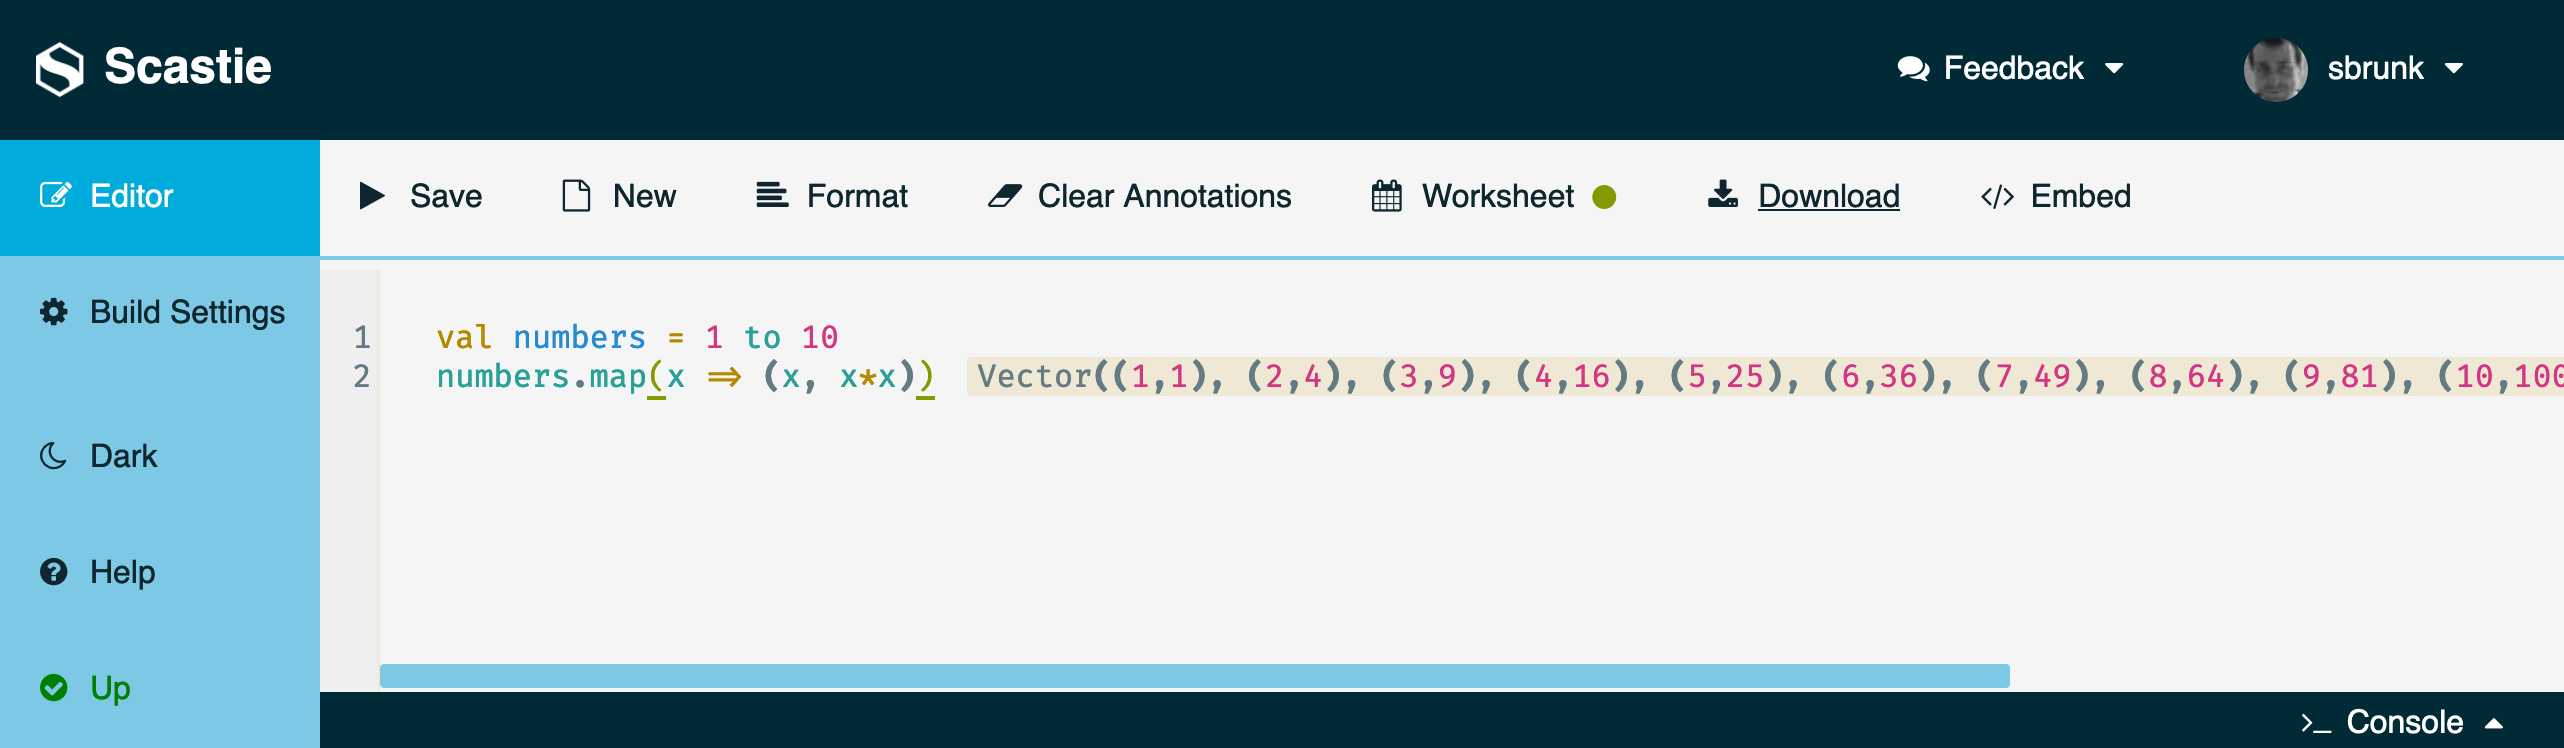 Scastie
Feedback
sbrunk
Editor
Save
New
Format
Clear Annotations
Worksheet
Download
</> Embed
Build Settings
1 val numbers = 1 to 10
2 numbers.map(x => (x, x*x)) Vector((1,1), (2,4), (3,9), (4,16), (5,25), (6,36), (7,49), (8,64), (9,81), (10,100
Dark
Help
Up
>_ Console